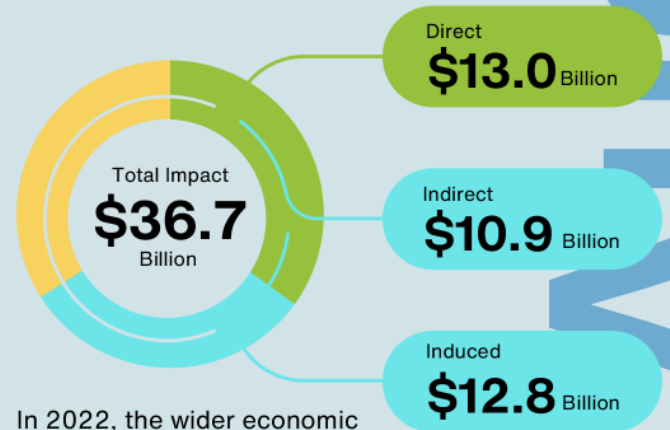 Direct
$13.0 Billion
Total Impact
$36.7
Billion
Indirect
$10.9 Billion
Induced
$12.8 Billion
In 2022, the wider economic